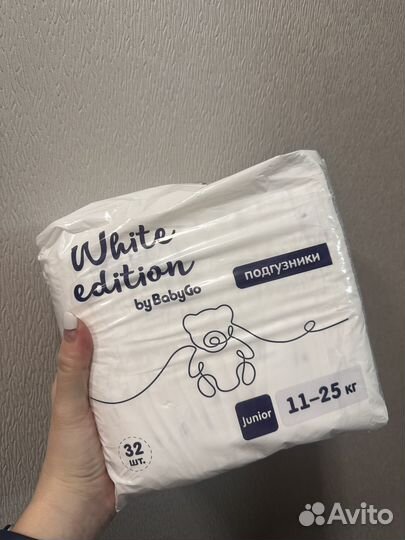 White
edition
by BabyGo
подгузники
Junior
11–25 кг
32
шт.
Avito